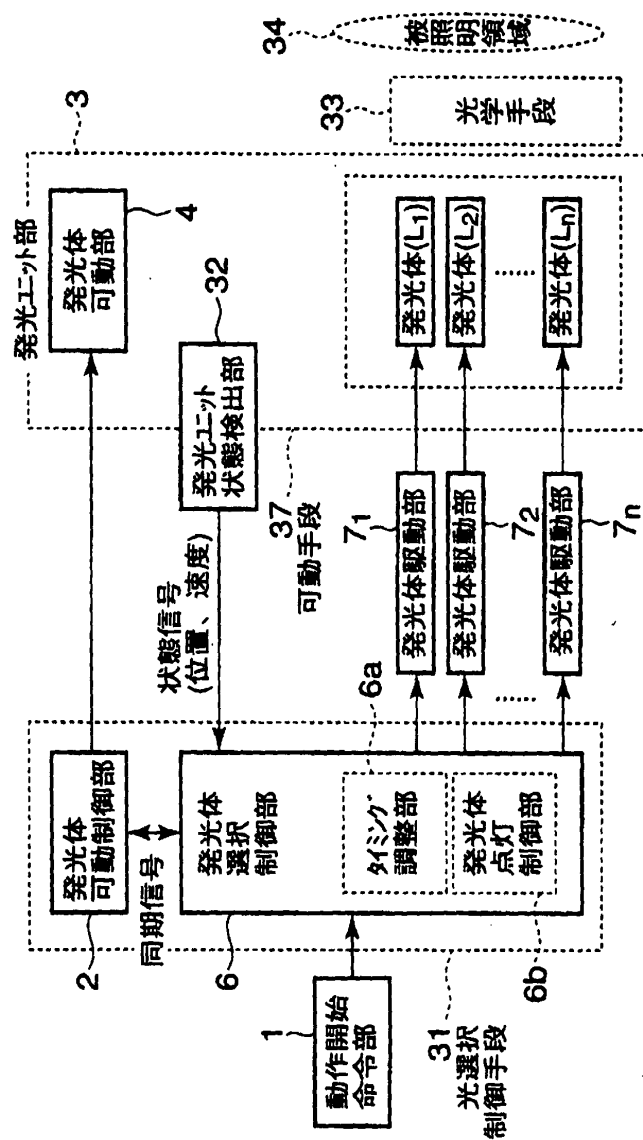 34
被照明領域
33
光学手段
3
発光ユニット部
発光体
可動部
4
発光ユニット
状態検出部
32
発光体(L1)
発光体(L2)
......
発光体(Ln)
37
可動手段
状態信号
(位置、速度)
71
発光体駆動部
発光体駆動部
72
......
発光体駆動部
7n
発光体
可動制御部
2
同期信号
発光体
選択
制御部
6
6a
タイミング
調整部
発光体
点灯
制御部
6b
1
動作開始
命令部
31
光選択
制御手段